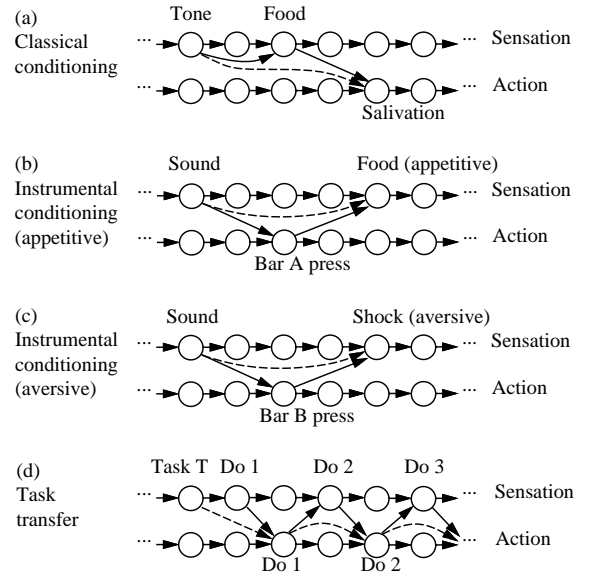 (a)
Classical
conditioning
Tone Food
... ... Sensation
... ... Action
Salivation
(b)
Instrumental
conditioning
(appetitive)
Sound Food (appetitive)
... ... Sensation
... ... Action
Bar A press
(c)
Instrumental
conditioning
(aversive)
Sound Shock (aversive)
... ... Sensation
... ... Action
Bar B press
(d)
Task
transfer
Task T Do 1 Do 2 Do 3
... ... Sensation
... ... Action
Do 1 Do 2